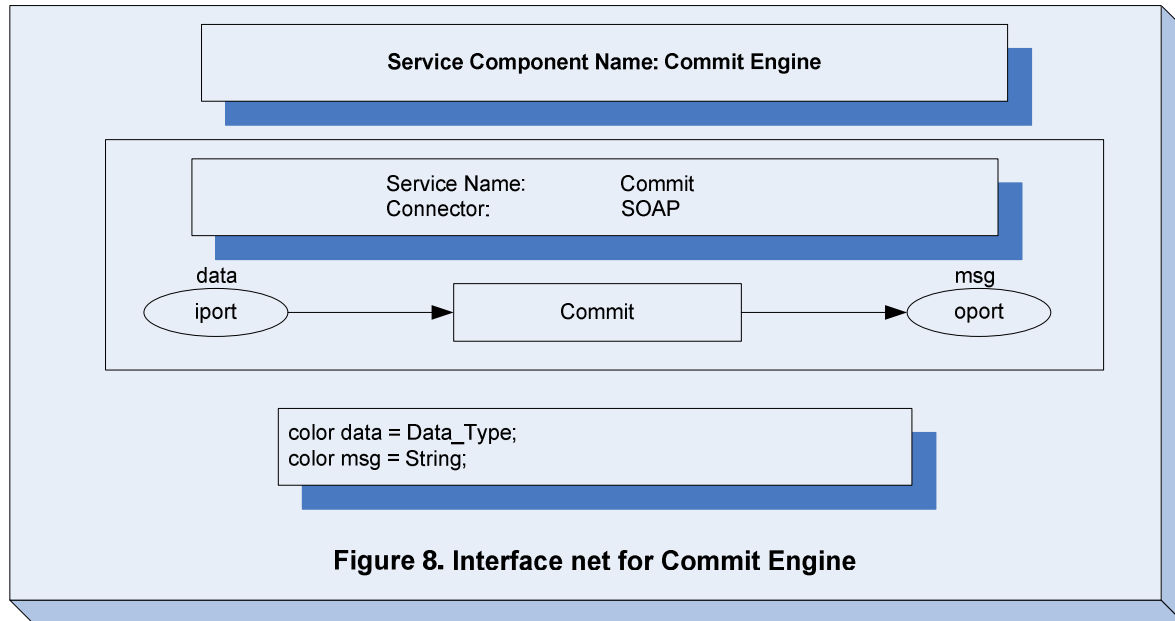 Service Component Name: Commit Engine
Service Name: Commit
Connector: SOAP
data
msg
iport
Commit
oport
color data = Data_Type;
color msg = String;
Figure 8. Interface net for Commit Engine